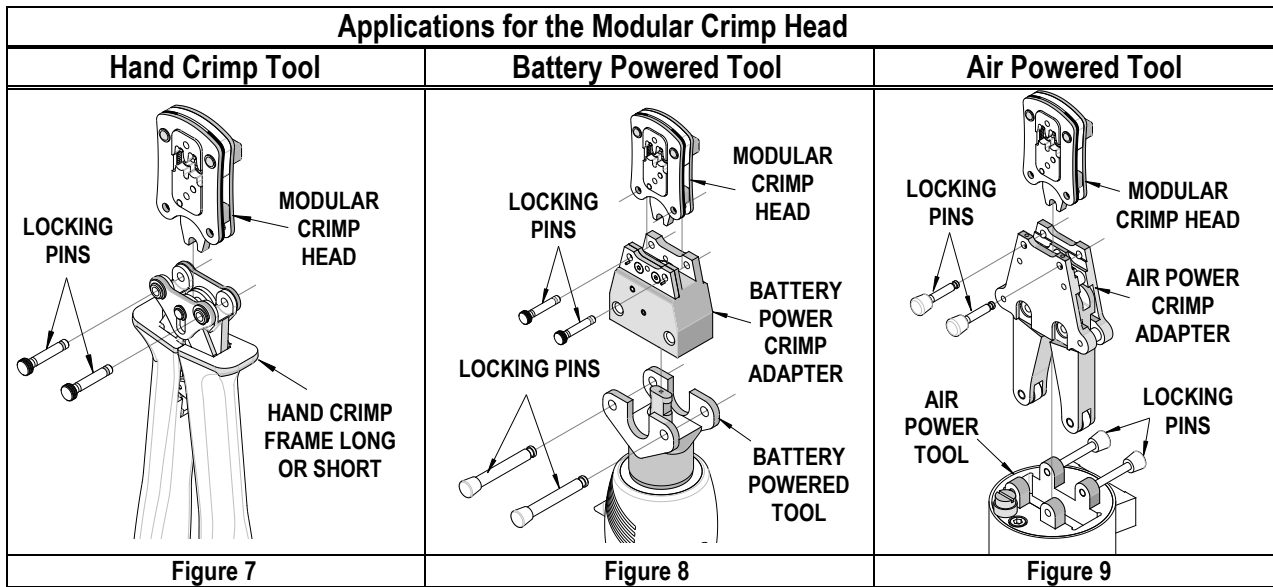 Applications for the Modular Crimp Head
Hand Crimp Tool
Battery Powered Tool
Air Powered Tool
LOCKING
PINS
MODULAR
CRIMP
HEAD
HAND CRIMP
FRAME LONG
OR SHORT
MODULAR
CRIMP
HEAD
LOCKING
PINS
BATTERY
POWER
CRIMP
ADAPTER
LOCKING PINS
BATTERY
POWERED
TOOL
LOCKING
PINS
MODULAR
CRIMP HEAD
AIR POWER
CRIMP
ADAPTER
AIR
POWER
TOOL
LOCKING
PINS
Figure 7
Figure 8
Figure 9